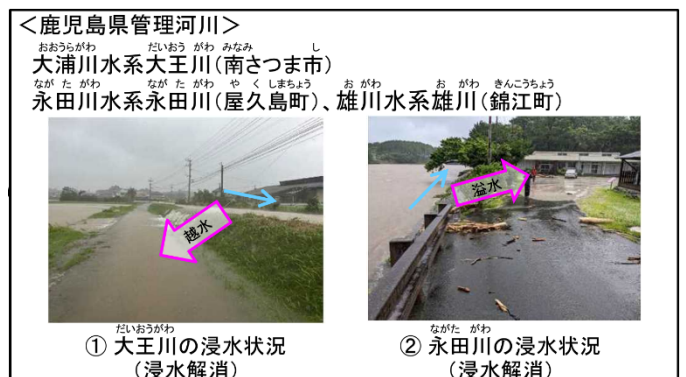 ＜鹿児島県管理河川＞
おおうらがわ だいおう がわ みなみ し
大浦川水系大王川(南さつま市)
ながたがわ ながたがわ やくしまちょう おがわ おがわ きんこうちょう
永田川水系永田川(屋久島町)、雄川水系雄川(錦江町)
越水
溢水
だいおうがわ
① 大王川の浸水状況
(浸水解消)
ながた がわ
② 永田川の浸水状況
(浸水解消)